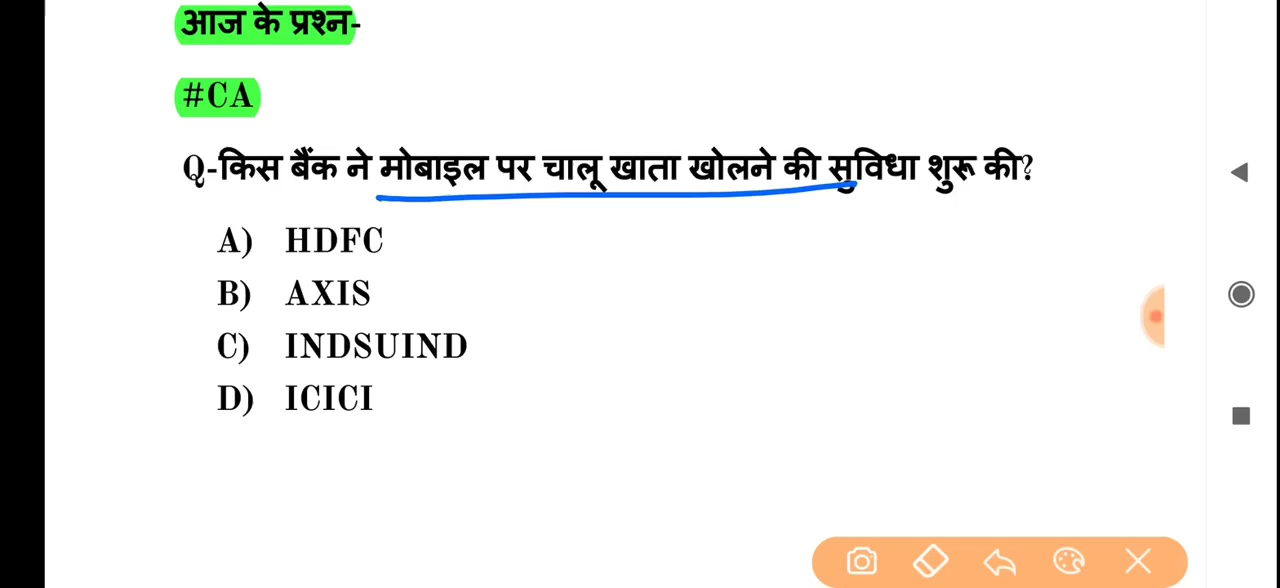 आज के प्रश्न-
#CA
Q-किस बैंक ने मोबाइल पर चालू खाता खोलने की सुविधा शुरू की?
A) HDFC
B) AXIS
C) INDSUIND
D) ICICI